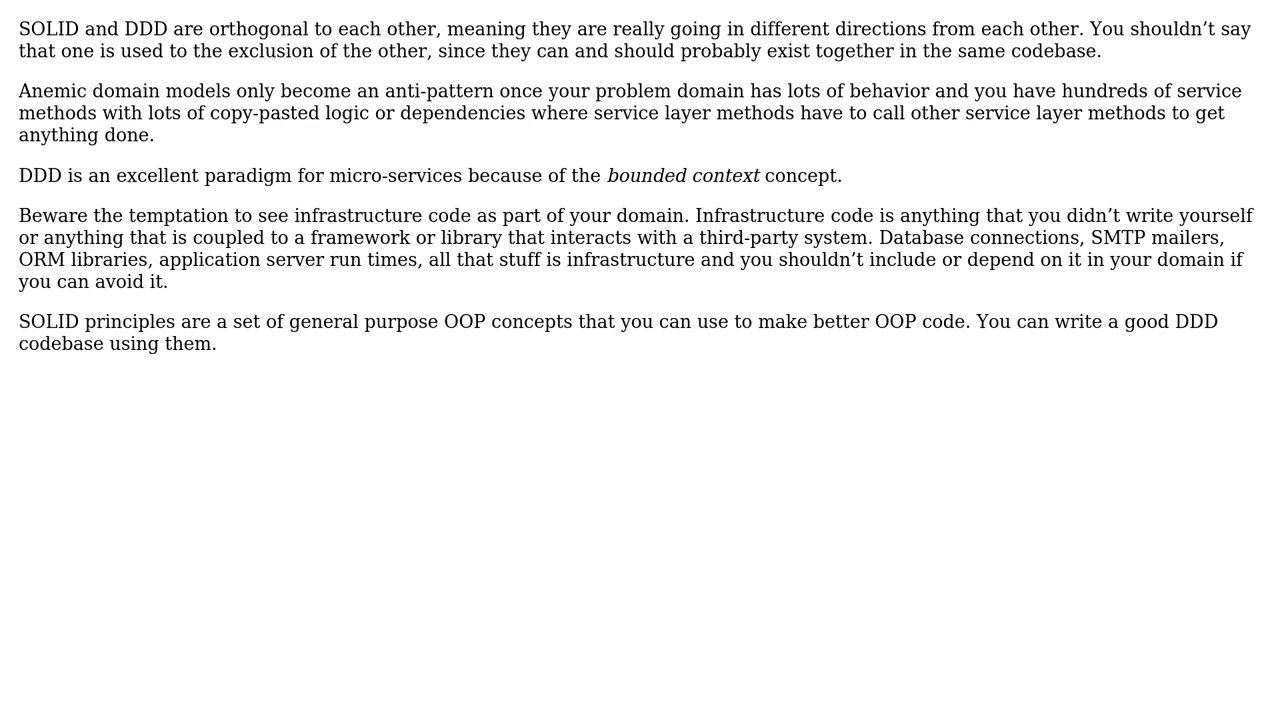 SOLID and DDD are orthogonal to each other, meaning they are really going in different directions from each other. You shouldn’t say
that one is used to the exclusion of the other, since they can and should probably exist together in the same codebase.
Anemic domain models only become an anti-pattern once your problem domain has lots of behavior and you have hundreds of service
methods with lots of copy-pasted logic or dependencies where service layer methods have to call other service layer methods to get
anything done.
DDD is an excellent paradigm for micro-services because of the bounded context concept.
Beware the temptation to see infrastructure code as part of your domain. Infrastructure code is anything that you didn’t write yourself
or anything that is coupled to a framework or library that interacts with a third-party system. Database connections, SMTP mailers,
ORM libraries, application server run times, all that stuff is infrastructure and you shouldn’t include or depend on it in your domain if
you can avoid it.
SOLID principles are a set of general purpose OOP concepts that you can use to make better OOP code. You can write a good DDD
codebase using them.